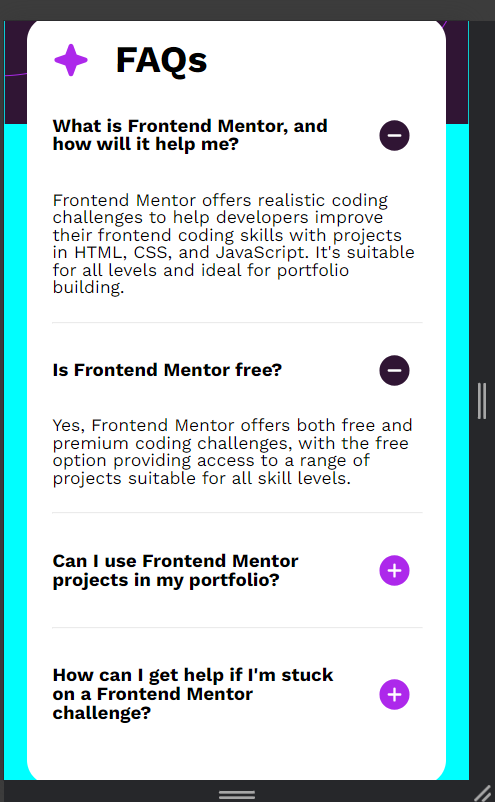 FAQs
What is Frontend Mentor, and
how will it help me?
Frontend Mentor offers realistic coding
challenges to help developers improve
their frontend coding skills with projects
in HTML, CSS, and JavaScript. It's suitable
for all levels and ideal for portfolio
building.
Is Frontend Mentor free?
Yes, Frontend Mentor offers both free and
premium coding challenges, with the free
option providing access to a range of
projects suitable for all skill levels.
Can I use Frontend Mentor
projects in my portfolio?
How can I get help if I'm stuck
on a Frontend Mentor
challenge?